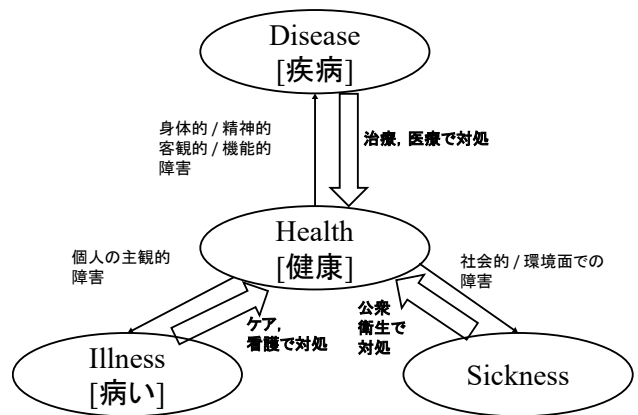 Disease
[疾病]
身体的 / 精神的
客観的 / 機能的
障害
治療, 医療で対処
Health
[健康]
個人の主観的
障害
社会的 / 環境面での
障害
ケア,
看護で対処
公衆
衛生で
対処
Illness
[病い]
Sickness